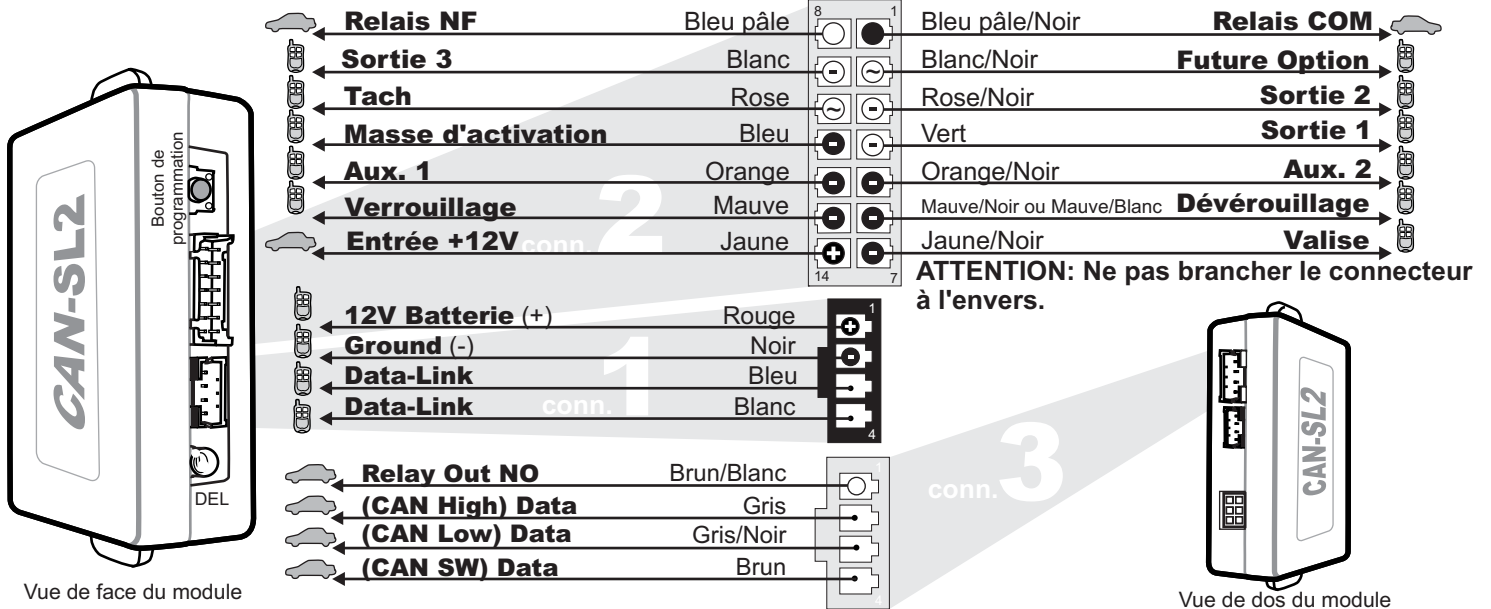 8 1
Relais NF Bleu pâle Bleu pâle/Noir Relais COM
Sortie 3 Blanc Blanc/Noir Future Option
Tach Rose Rose/Noir Sortie 2
Masse d'activation Bleu Vert Sortie 1
Aux. 1 Orange Orange/Noir Aux. 2
Verrouillage Mauve Mauve/Noir ou Mauve/Blanc Dévérouillage
Entrée +12V Jaune Jaune/Noir Valise
conn. 2
14 7
ATTENTION: Ne pas brancher le connecteur
à l'envers.
Bouton de
programmation
CAN-SL2
DEL
Vue de face du module
1
12V Batterie (+) Rouge
Ground (-) Noir
Data-Link Bleu
Data-Link Blanc
conn. 1
4
1
Relay Out NO Brun/Blanc
(CAN High) Data Gris
(CAN Low) Data Gris/Noir
(CAN SW) Data Brun
4
conn. 3
CAN-SL2
Vue de dos du module